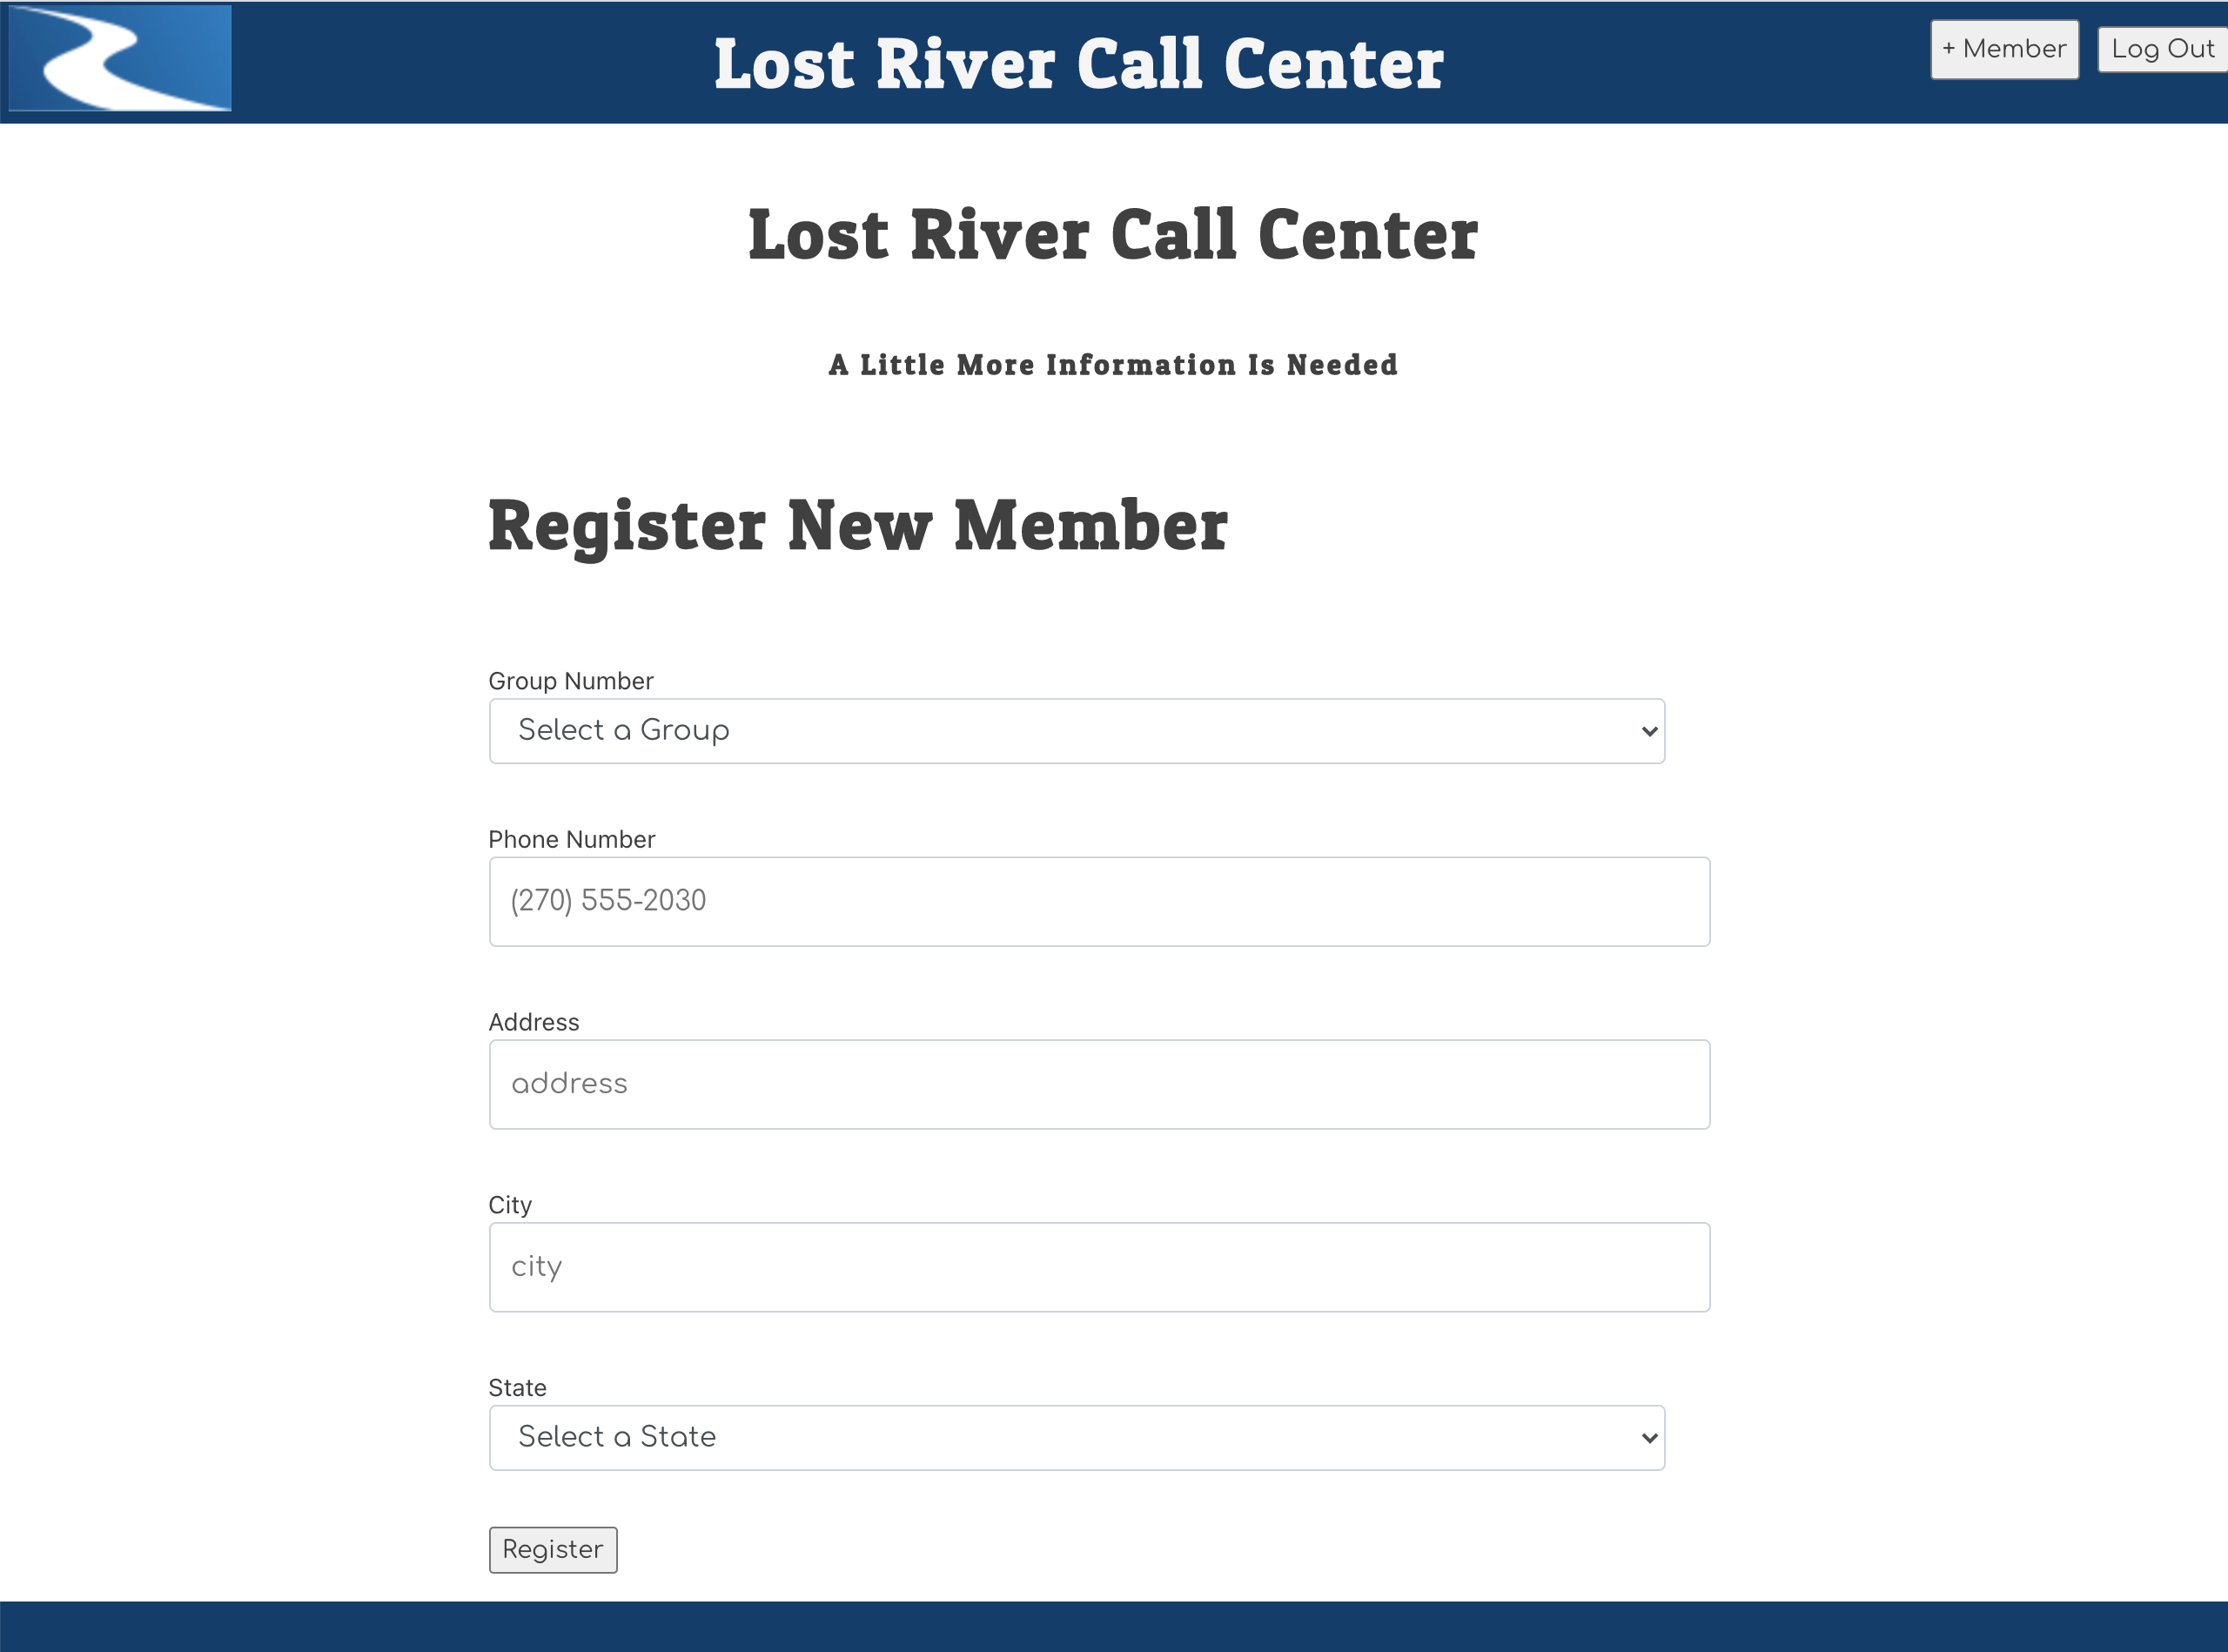 Lost River Call Center
+ Member
Log Out
Lost River Call Center
A Little More Information Is Needed
Register New Member
Group Number
Select a Group
Phone Number
(270) 555-2030
Address
address
City
city
State
Select a State
Register